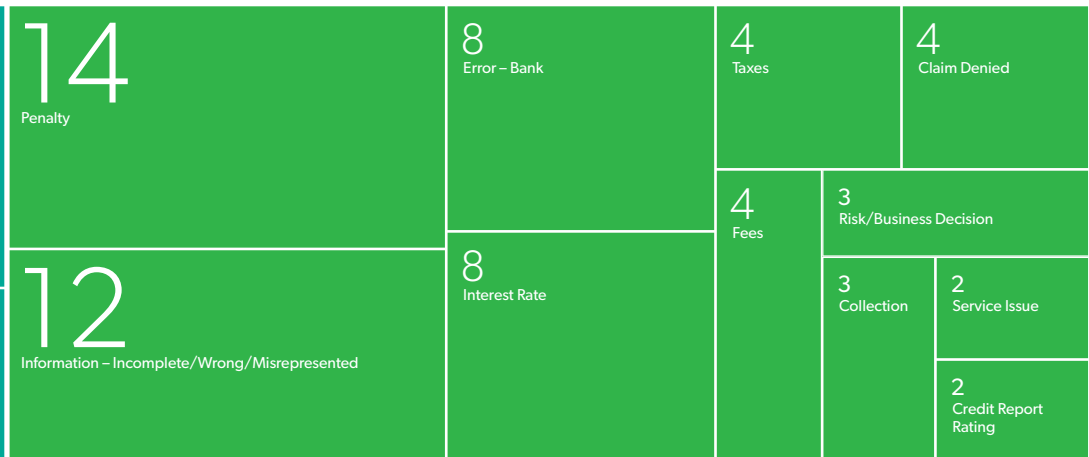 14
Penalty
12
Information – Incomplete/Wrong/Misrepresented
8
Error – Bank
8
Interest Rate
4
Taxes
4
Claim Denied
4
Fees
3
Risk/Business Decision
3
Collection
2
Service Issue
2
Credit Report
Rating